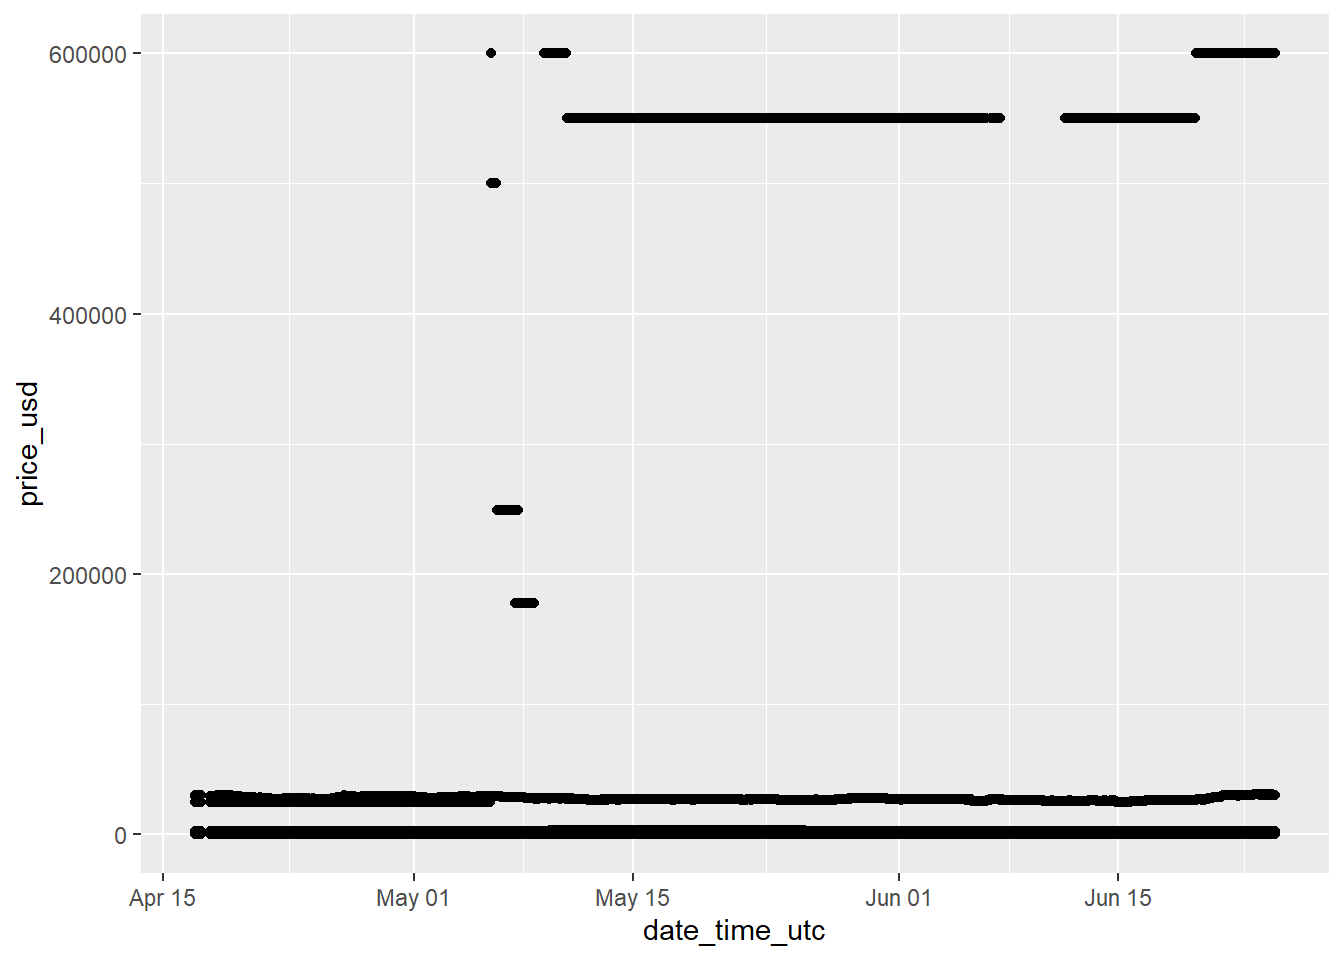 600000
400000
200000
0
price_usd
Apr 15
May 01
May 15
Jun 01
Jun 15
date_time_utc